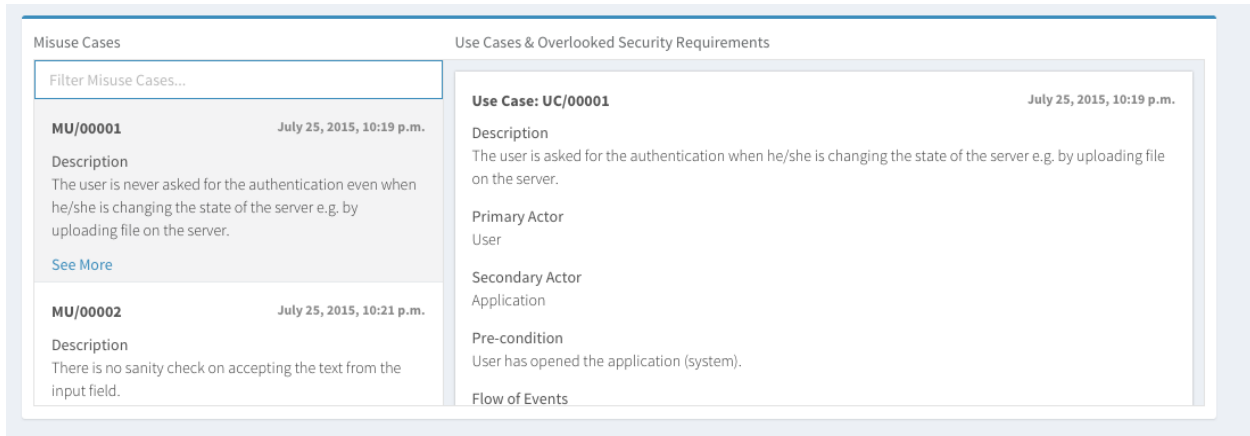 Misuse Cases
Filter Misuse Cases...
MU/00001 July 25, 2015, 10:19 p.m.
Description
The user is never asked for the authentication even when
he/she is changing the state of the server e.g. by
uploading file on the server.
See More
MU/00002 July 25, 2015, 10:21 p.m.
Description
There is no sanity check on accepting the text from the
input field.
Use Cases & Overlooked Security Requirements
Use Case: UC/00001 July 25, 2015, 10:19 p.m.
Description
The user is asked for the authentication when he/she is changing the state of the server e.g. by uploading file
on the server.
Primary Actor
User
Secondary Actor
Application
Pre-condition
User has opened the application (system).
Flow of Events